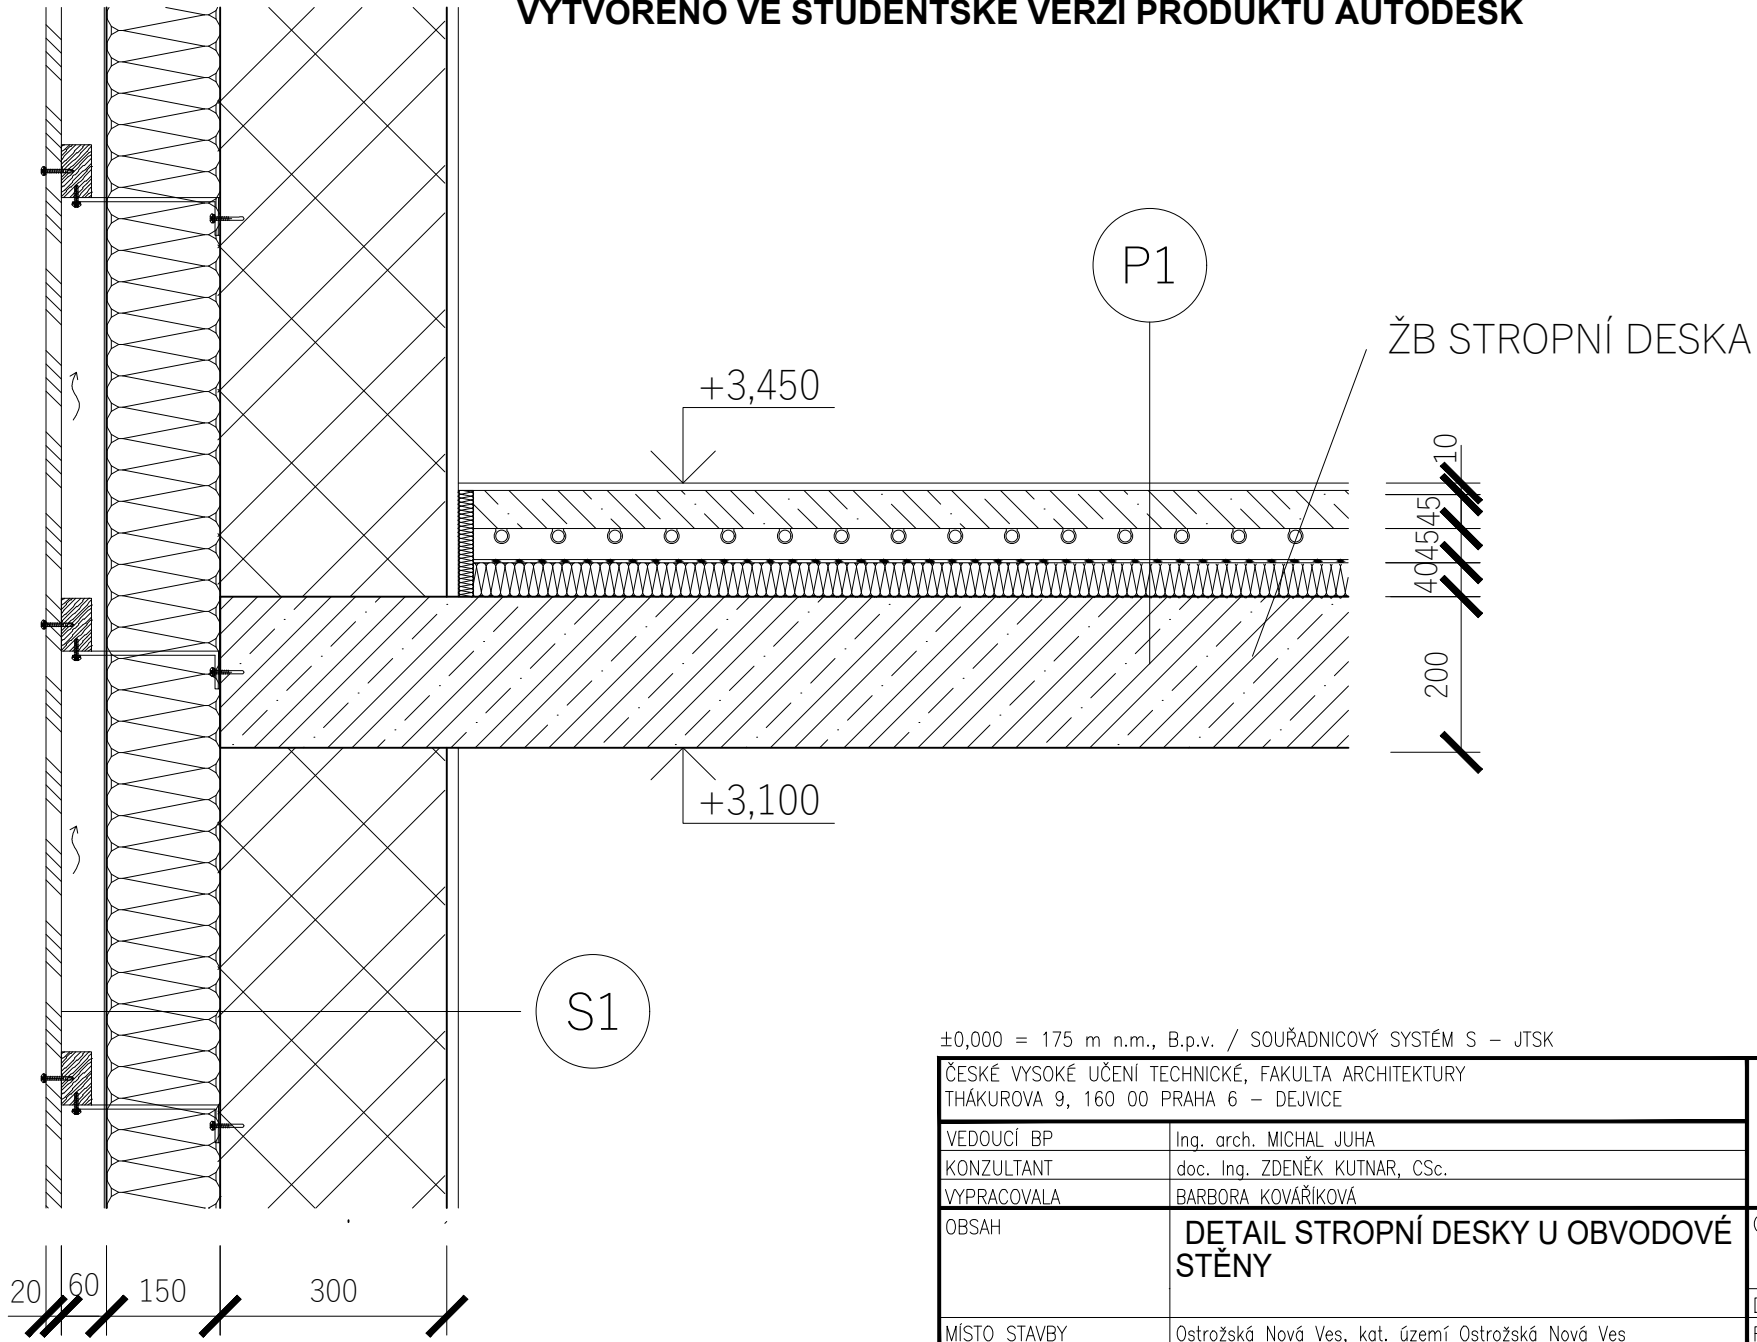 VYTVOŘENO VE STUDENTSKÉ VERZI PRODUKTU AUTODESK
P1
ŽB STROPNÍ DESKA
+3,450
10
45
45
40
200
+3,100
S1
20
60
150
300
±0,000 = 175 m n.m., B.p.v. / SOUŘADNICOVÝ SYSTÉM S – JTSK
ČESKÉ VYSOKÉ UČENÍ TECHNICKÉ, FAKULTA ARCHITEKTURY
THÁKUROVA 9, 160 00 PRAHA 6 – DEJVICE
VEDOUCÍ BP Ing. arch. MICHAL JUHA
KONZULTANT doc. Ing. ZDENĚK KUTNAR, CSc.
VYPRACOVALA BARBORA KOVÁŘÍKOVÁ
OBSAH DETAIL STROPNÍ DESKY U OBVODOVÉ
STĚNY
MÍSTO STAVBY Ostrožská Nová Ves, kat. území Ostrožská Nová Ves